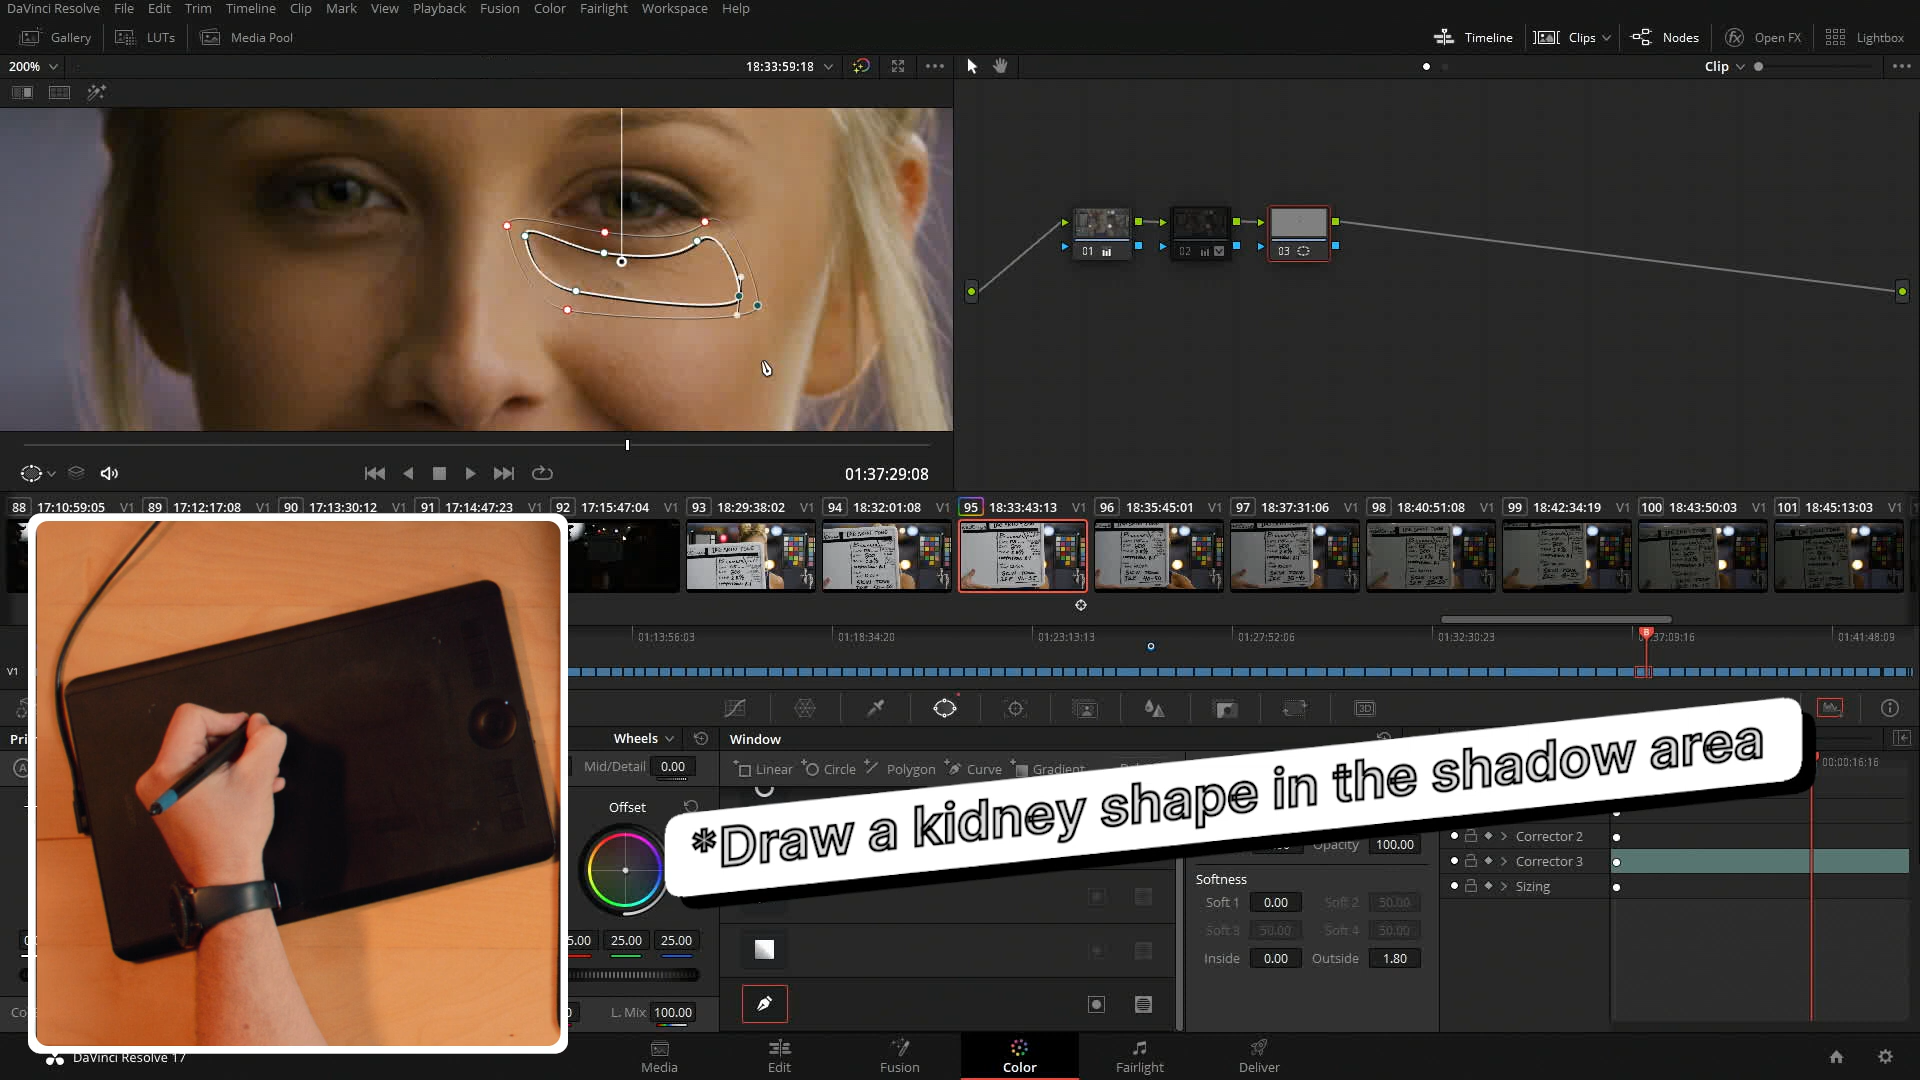 DaVinci Resolve File Edit Trim Timeline Clip Mark View Playback Fusion Color Fairlight Workspace Help
Gallery LUTs Media Pool Timeline Clips Nodes Open FX Lightbox
200% 18:33:59:18 Clip
01 02 03
01:37:29:08
88 17:10:59:05 V1 89 17:12:17:08 V1 90 17:13:30:12 V1 91 17:14:47:23 V1 92 17:15:47:04 V1 93 18:29:38:02 V1 94 18:32:01:08 V1 95 18:33:43:13 V1 96 18:35:45:01 V1 97 18:37:31:06 V1 98 18:40:51:08 V1 99 18:42:34:19 V1 100 18:43:50:03 V1 101 18:45:13:03 V1
01:13:56:03 01:18:34:20 01:23:13:13 01:27:52:06 01:32:30:23 01:37:09:16 01:41:48:09
V1
3D
Wheels Window
Mid/Detail 0.00 Linear Circle Polygon Curve Gradient
00:00:16:16
Offset
*Draw a kidney shape in the shadow area
Opacity 100.00
Corrector 2
Corrector 3
Sizing
Softness
Soft 1 0.00 Soft 2 50.00
Soft 3 50.00 Soft 4 50.00
Inside 0.00 Outside 1.80
25.00 25.00
L. Mix 100.00
DaVinci Resolve 17
Media Edit Fusion Color Fairlight Deliver